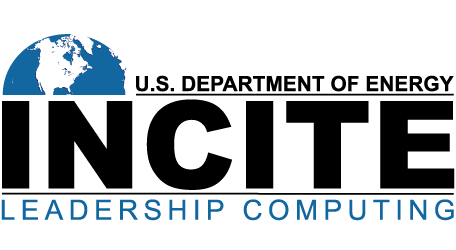 U.S. DEPARTMENT OF ENERGY
INCITE
LEADERSHIP COMPUTING